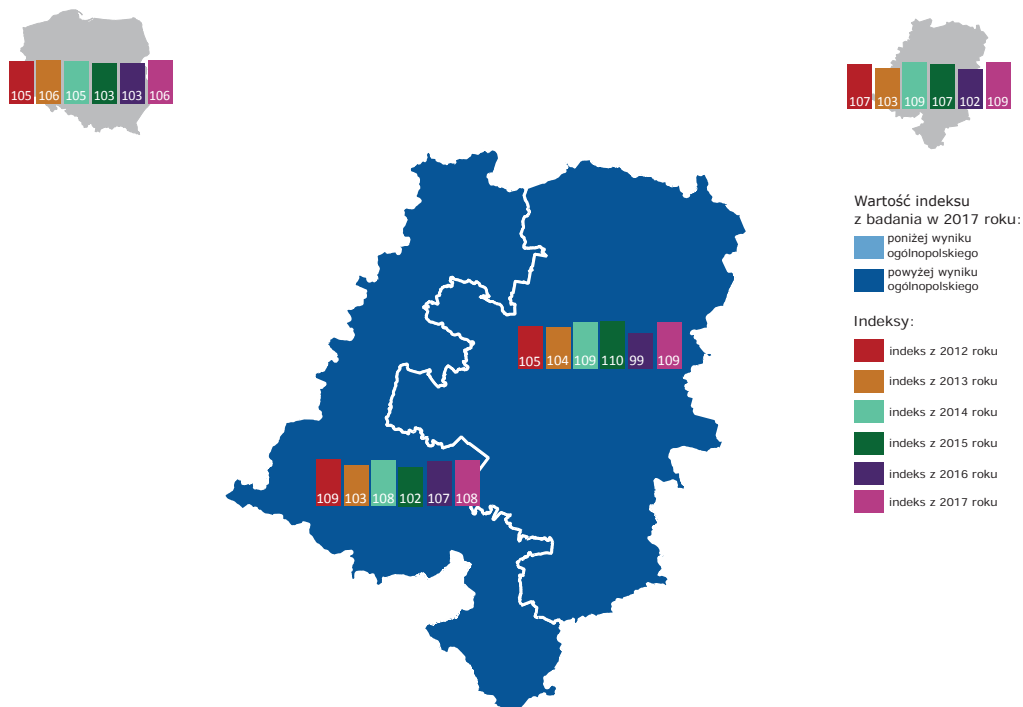 105 106 105 103 103 106
107 103 109 107 102 109
Wartość indeksu
z badania w 2017 roku:
poniżej wyniku
ogólnopolskiego
powyżej wyniku
ogólnopolskiego
Indeksy:
indeks z 2012 roku
indeks z 2013 roku
indeks z 2014 roku
indeks z 2015 roku
indeks z 2016 roku
indeks z 2017 roku
105 104 109 110 99 109
109 103 108 102 107 108